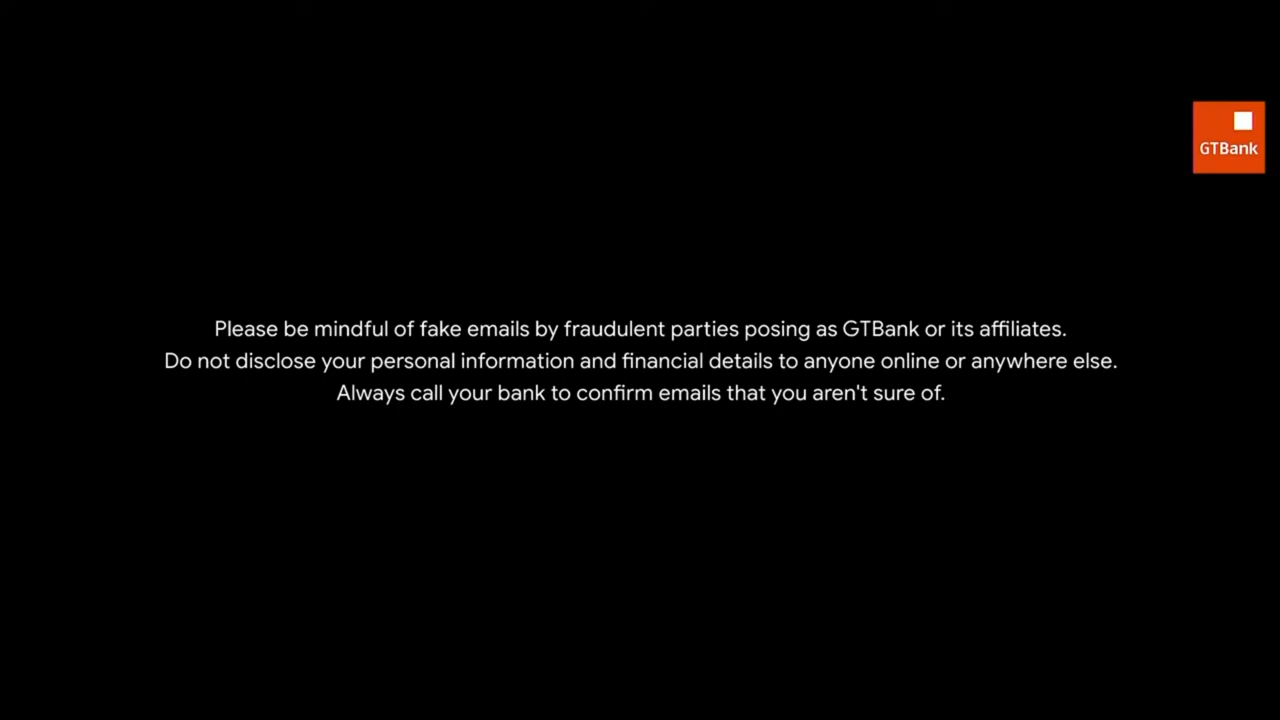 GTBank
Please be mindful of fake emails by fraudulent parties posing as GTBank or its affiliates.
Do not disclose your personal information and financial details to anyone online or anywhere else.
Always call your bank to confirm emails that you aren't sure of.